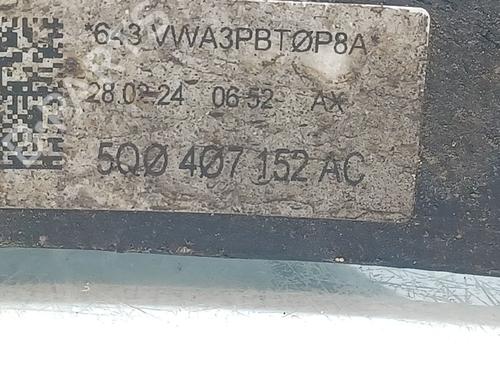 *643 VWA3PBTØP8A*
28.02.24 06:52 AX
5QØ 4Ø7 152 AC